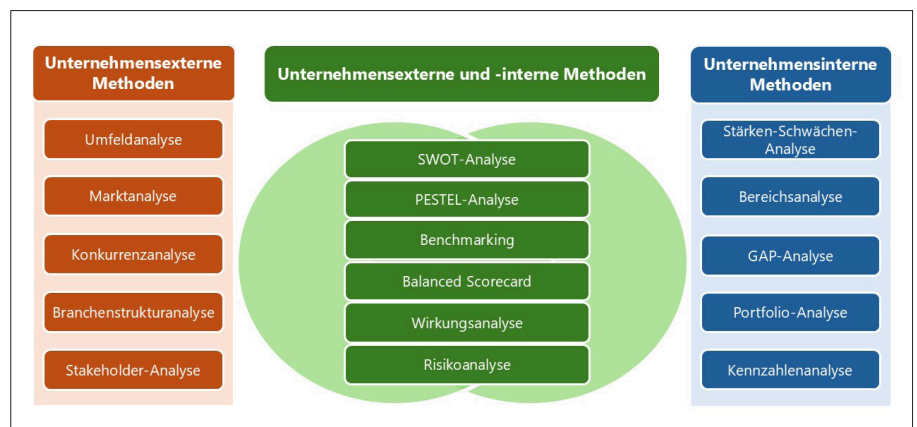 Unternehmensexterne
Methoden
Umfeldanalyse
Marktanalyse
Konkurrenzanalyse
Branchenstrukturanalyse
Stakeholder-Analyse
Unternehmensexterne und -interne Methoden
SWOT-Analyse
PESTEL-Analyse
Benchmarking
Balanced Scorecard
Wirkungsanalyse
Risikoanalyse
Unternehmensinterne
Methoden
Stärken-Schwächen-
Analyse
Bereichsanalyse
GAP-Analyse
Portfolio-Analyse
Kennzahlenanalyse